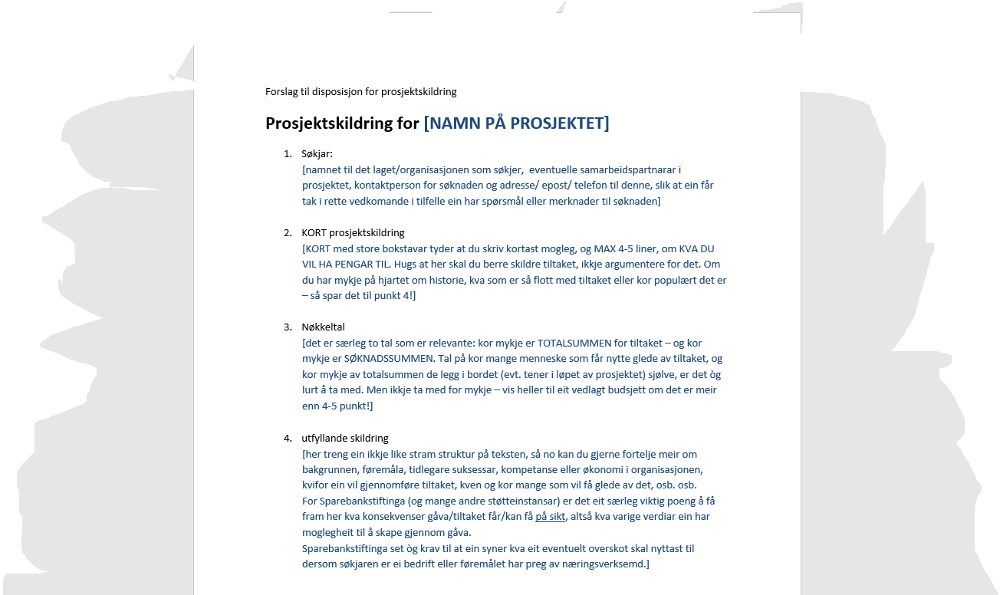 Forslag til disposisjon for prosjektskildring
Prosjektskildring for [NAMN PÅ PROSJEKTET]
1. Søkjar:
[namnet til det laget/organisasjonen som søkjer,  eventuelle samarbeidspartnarar i
prosjektet, kontaktperson for søknaden og adresse/ epost/ telefon til denne, slik at ein får
tak i rette vedkomande i tilfelle ein har spørsmål eller merknader til søknaden]
2. KORT prosjektskildring
[KORT med store bokstavar tyder at du skriv kortast mogleg, og MAX 4-5 liner, om KVA DU
VIL HA PENGAR TIL. Hugs at her skal du berre skildre tiltaket, ikkje argumentere for det. Om
du har mykje på hjartet om historie, kva som er så flott med tiltaket eller kor populært det er
– så spar det til punkt 4!]
3. Nøkkeltal
[det er særleg to tal som er relevante: kor mykje er TOTALSUMMEN for tiltaket – og kor
mykje er SØKNADSSUMMEN. Tal på kor mange menneske som får nytte glede av tiltaket, og
kor mykje av totalsummen de legg i bordet (evt. tener i løpet av prosjektet) sjølve, er det òg
lurt å ta med. Men ikkje ta med for mykje – vis heller til eit vedlagt budsjett om det er meir
enn 4-5 punkt!]
4. utfyllande skildring
[her treng ein ikkje like stram struktur på teksten, så no kan du gjerne fortelje meir om
bakgrunnen, føremåla, tidlegare suksessar, kompetanse eller økonomi i organisasjonen,
kvifor ein vil gjennomføre tiltaket, kven og kor mange som vil få glede av det, osb. osb.
For Sparebankstiftinga (og mange andre støtteinstansar) er det eit særleg viktig poeng å få
fram her kva konsekvenser gåva/tiltaket får/kan få på sikt, altså kva varige verdiar ein har
moglegheit til å skape gjennom gåva.
Sparebankstiftinga set òg krav til at ein syner kva eit eventuelt overskot skal nyttast til
dersom søkjaren er ei bedrift eller føremålet har preg av næringsverksemd.]